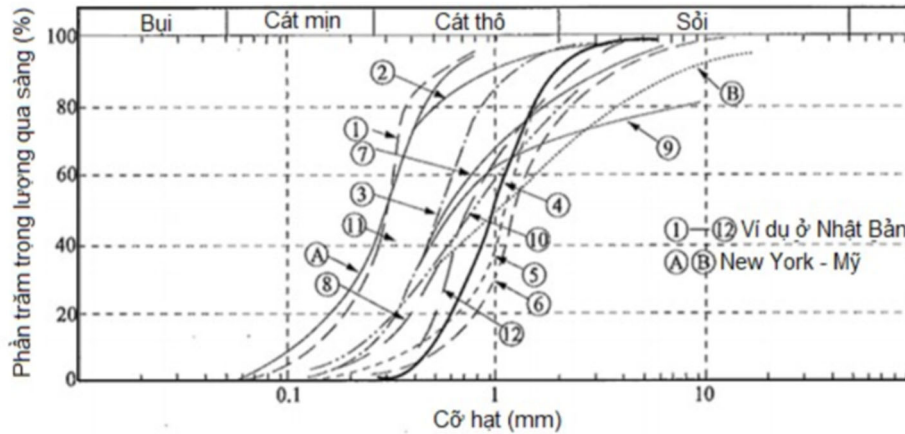 Bụi Cát mịn Cát thô Sỏi
Phần trăm trọng lượng qua sàng (%)
100
80
60
40
20
0
② Ⓑ
① ⑨
⑦
③ ④
⑪ ⑩
Ⓐ ⑤
⑧ ⑥
⑫
①—⑫ Ví dụ ở Nhật Bản
ⒶⒷ New York - Mỹ
0.1 1 10
Cỡ hạt (mm)